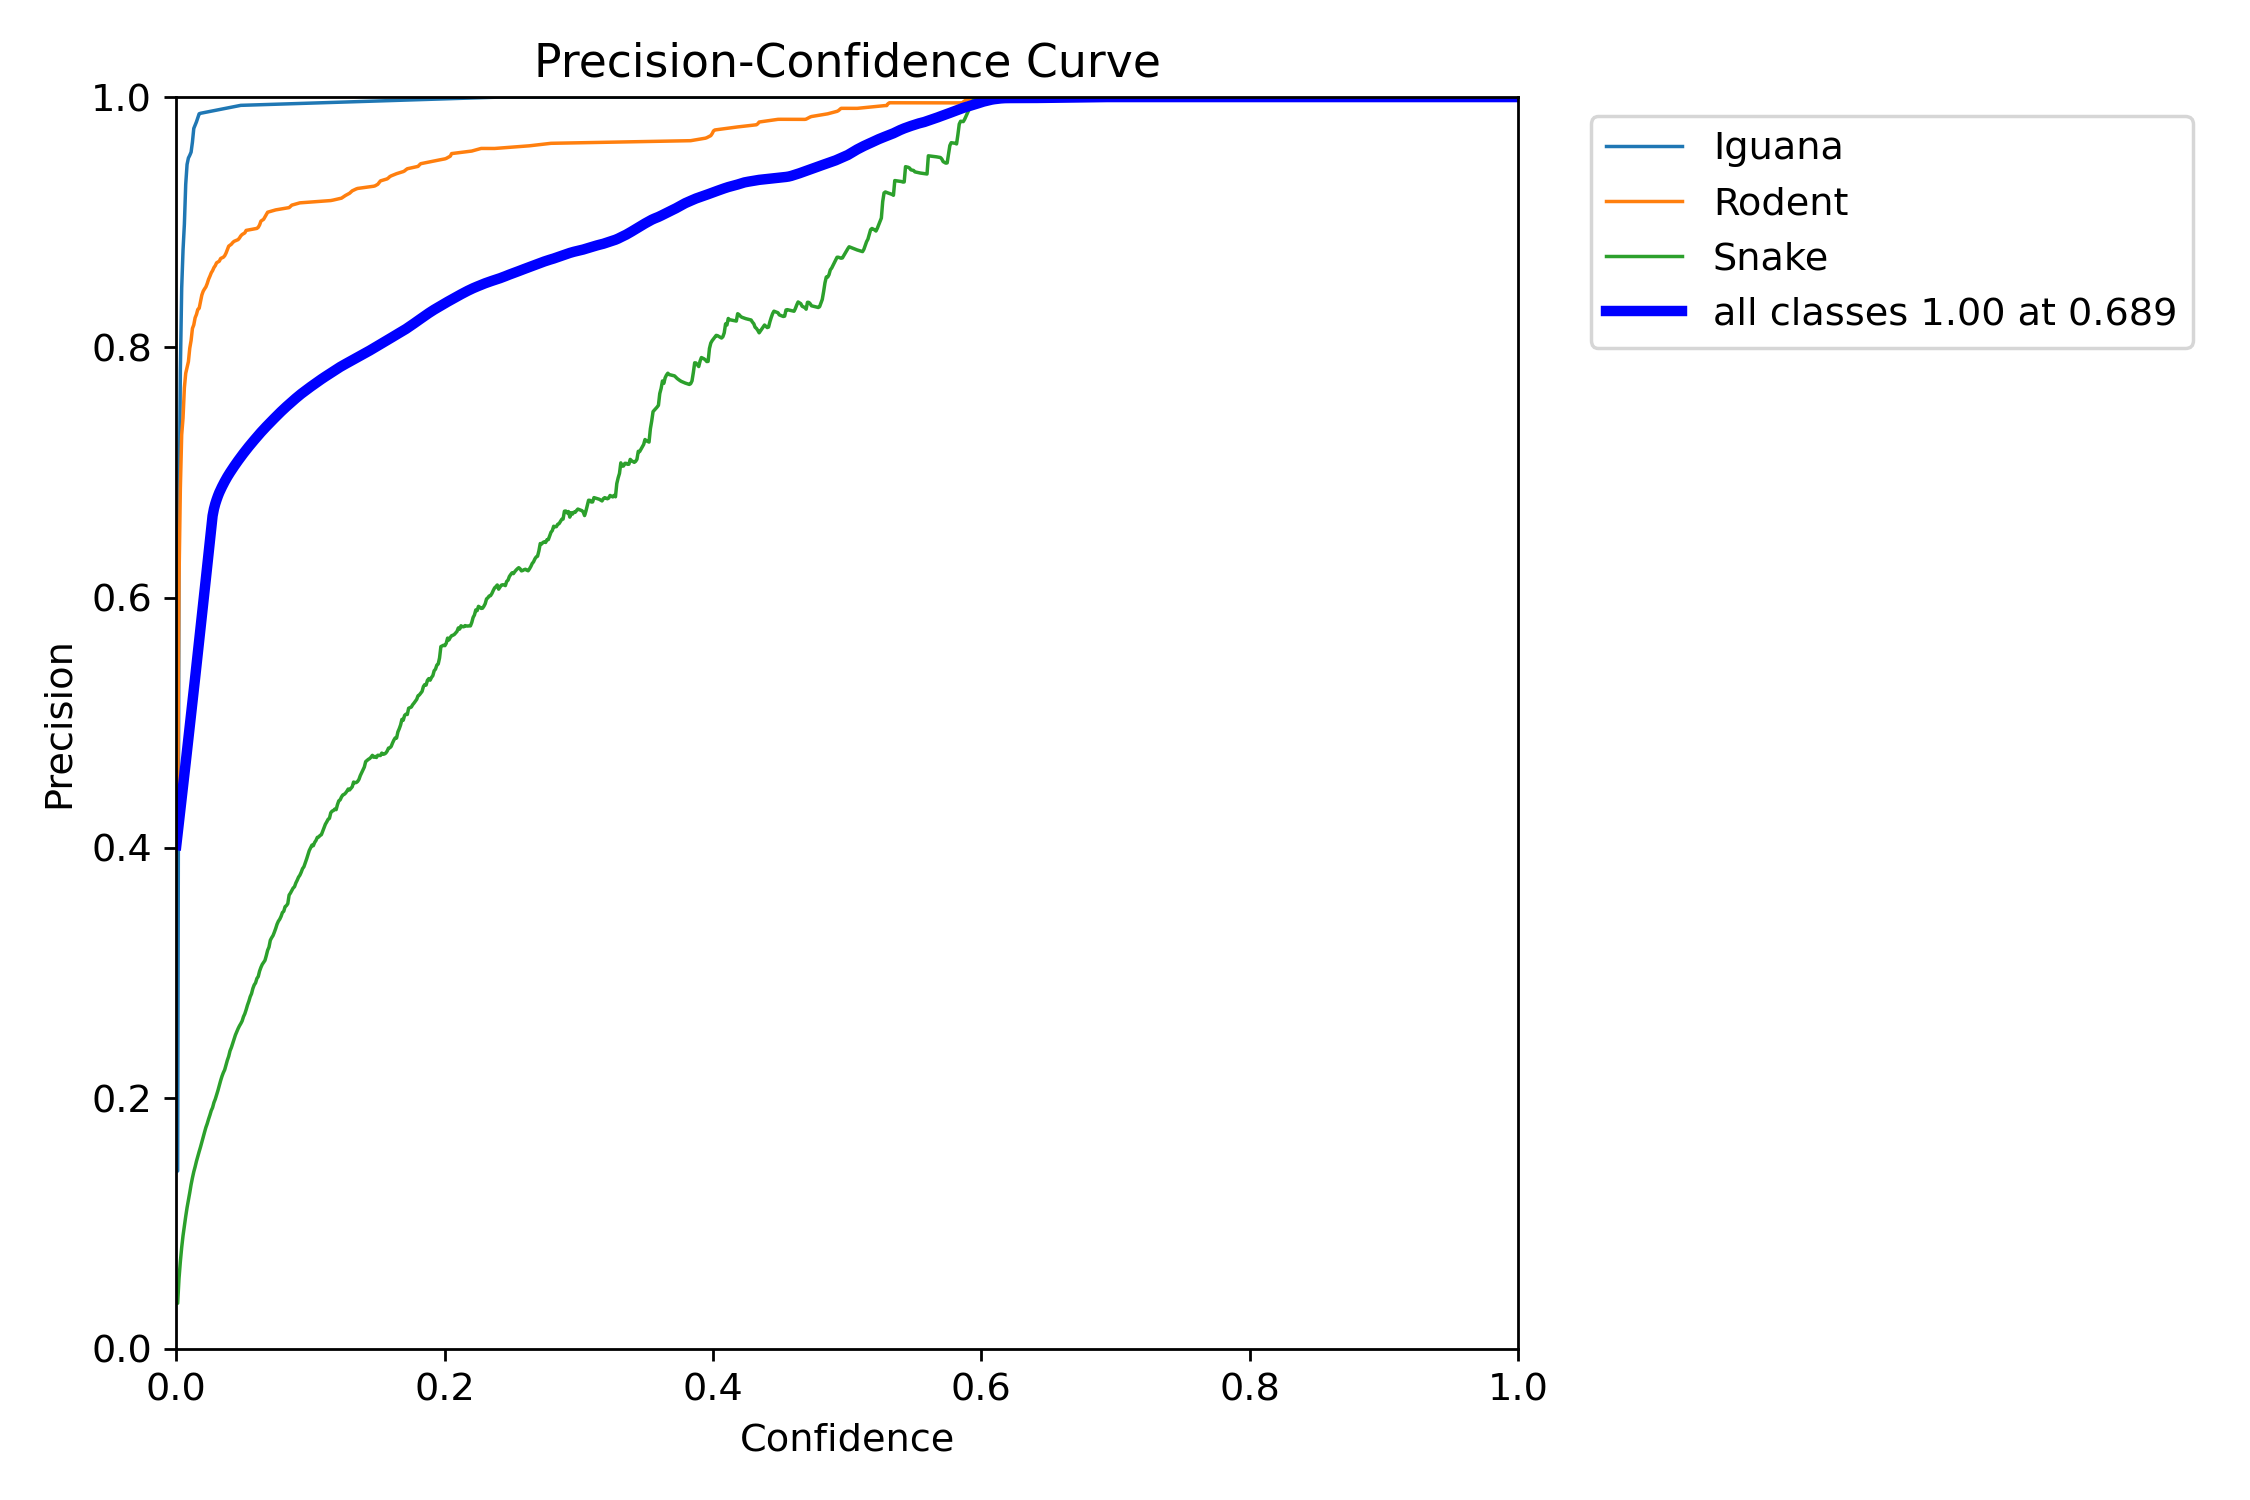 Precision-Confidence Curve
1.0
0.8
0.6
0.4
0.2
0.0
Precision
0.0 0.2 0.4 0.6 0.8 1.0
Confidence
Iguana
Rodent
Snake
all classes 1.00 at 0.689